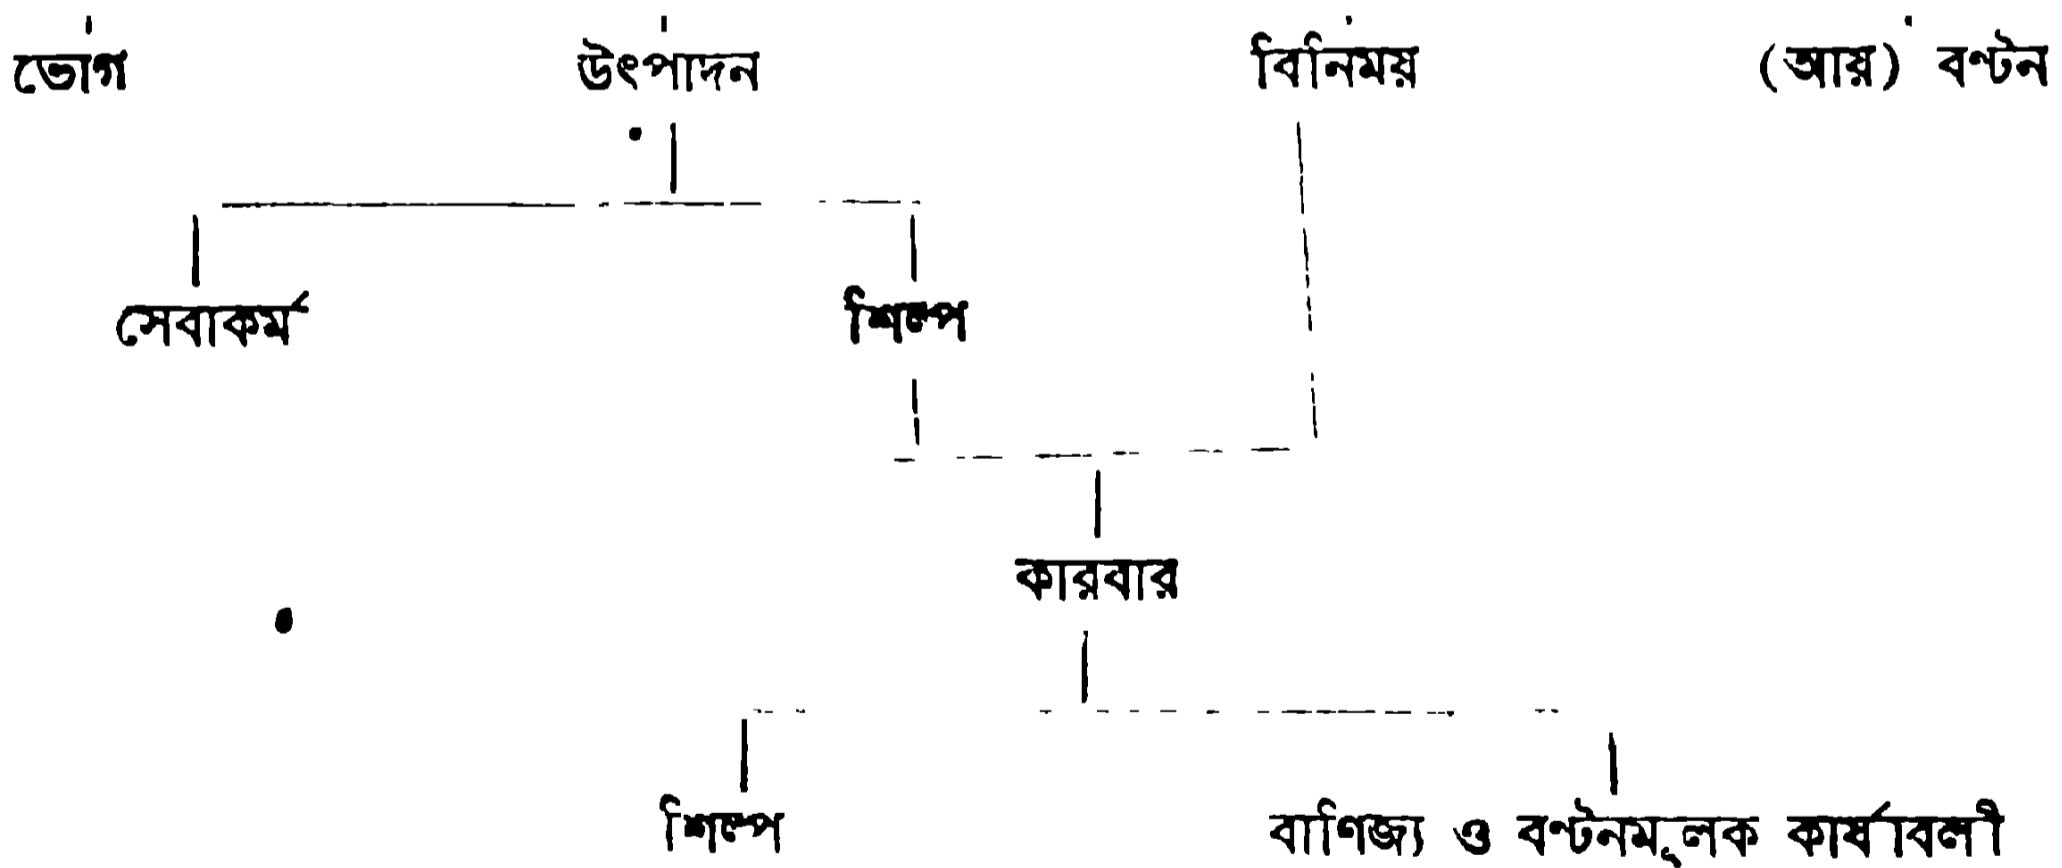 ভোগ উৎপাদন বিনিময় (আয়) বণ্টন
সেবাকর্ম শিল্প
কারবার
শিল্প বাণিজ্য ও বণ্টনমূলক কার্যাবলী